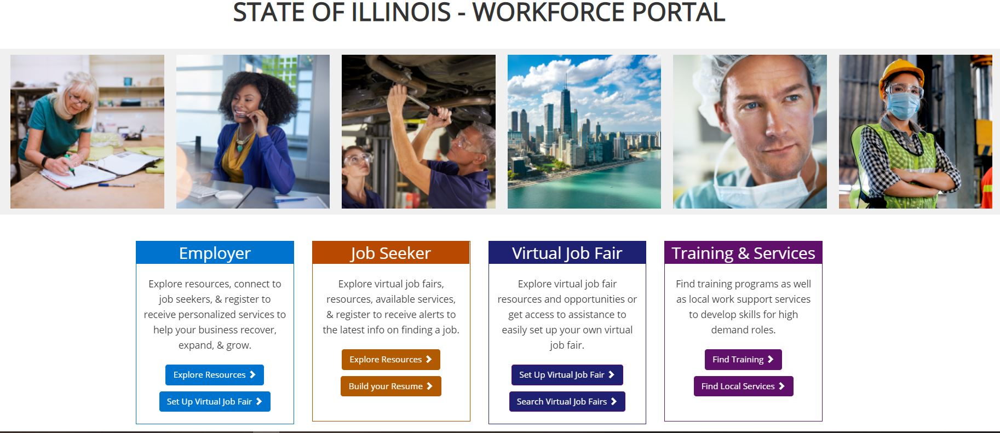 STATE OF ILLINOIS - WORKFORCE PORTAL
Employer
Explore resources, connect to
job seekers, & register to
receive personalized services to
help your business recover,
expand, & grow.
Explore Resources
Set Up Virtual Job Fair
Job Seeker
Explore virtual job fairs,
resources, available services,
& register to receive alerts to
the latest info on finding a job.
Explore Resources
Build your Resume
Virtual Job Fair
Explore virtual job fair
resources and opportunities or
get access to assistance to
easily set up your own virtual
job fair.
Set Up Virtual Job Fair
Search Virtual Job Fairs
Training & Services
Find training programs as well
as local work support services
to develop skills for high
demand roles.
Find Training
Find Local Services